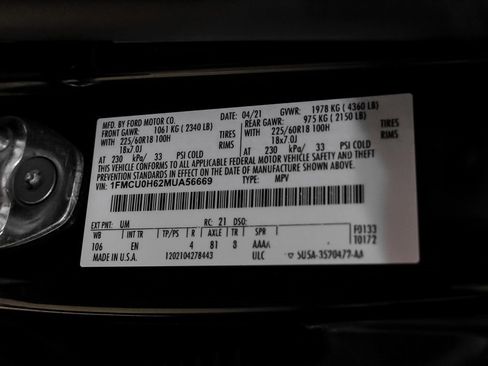 MFD. BY FORD MOTOR CO.
DATE: 04/21 GVWR: 1978 KG ( 4360 LB)
FRONT GAWR: 1061 KG ( 2340 LB) REAR GAWR: 975 KG ( 2150 LB)
WITH 225/60R18 100H TIRES WITH 225/60R18 100H TIRES
18x7.0J RIMS 18x7.0J RIMS
AT 230 kPa/ 33 PSI COLD AT 230 kPa/ 33 PSI COLD
THIS VEHICLE CONFORMS TO ALL APPLICABLE FEDERAL MOTOR VEHICLE SAFETY AND THEFT PREVENTION STANDARDS IN
EFFECT ON THE DATE OF MANUFACTURE SHOWN ABOVE.
VIN: 1FMCU0H62MUA56669 TYPE: MPV
EXT PNT: UM RC: 21 DSO: F0133
WB INT TR TP/PS R AXLE TR SPR T0172
106 EN 4 81 8 AAAA
MADE IN U.S.A. 1202104278443 ULC 5U5A-3570472-AA